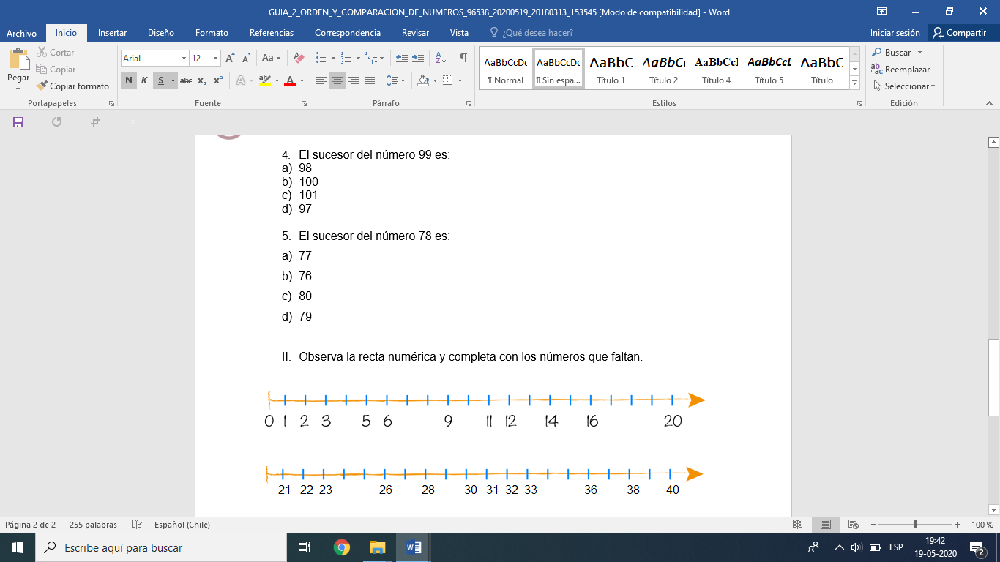 GUIA_2_ORDEN_Y_COMPARACION_DE_NUMEROS_96538_20200519_20180313_153545 [Modo de compatibilidad] - Word
Archivo Inicio Insertar Diseño Formato Referencias Correspondencia Revisar Vista ¿Qué desea hacer? Iniciar sesión Compartir
Pegar
Cortar
Copiar
Copiar formato
Portapapeles
Arial 12
N K S abc x₂ x²
Fuente
Párrafo
AaBbCcDc AaBbCcDc AaBbC AaBbCc AaBbCcI AaBbCcL AaBbC
¶ Normal ¶ Sin espa... Título 1 Título 2 Título 4 Título 5 Título
Estilos
Buscar
Reemplazar
Seleccionar
Edición
4. El sucesor del número 99 es:
a) 98
b) 100
c) 101
d) 97
5. El sucesor del número 78 es:
a) 77
b) 76
c) 80
d) 79
II. Observa la recta numérica y completa con los números que faltan.
0 1 2 3 5 6 9 11 12 14 16 20
21 22 23 26 28 30 31 32 33 36 38 40
Página 2 de 2 255 palabras Español (Chile) 100 %
Escribe aquí para buscar
ESP
19:42
19-05-2020
2